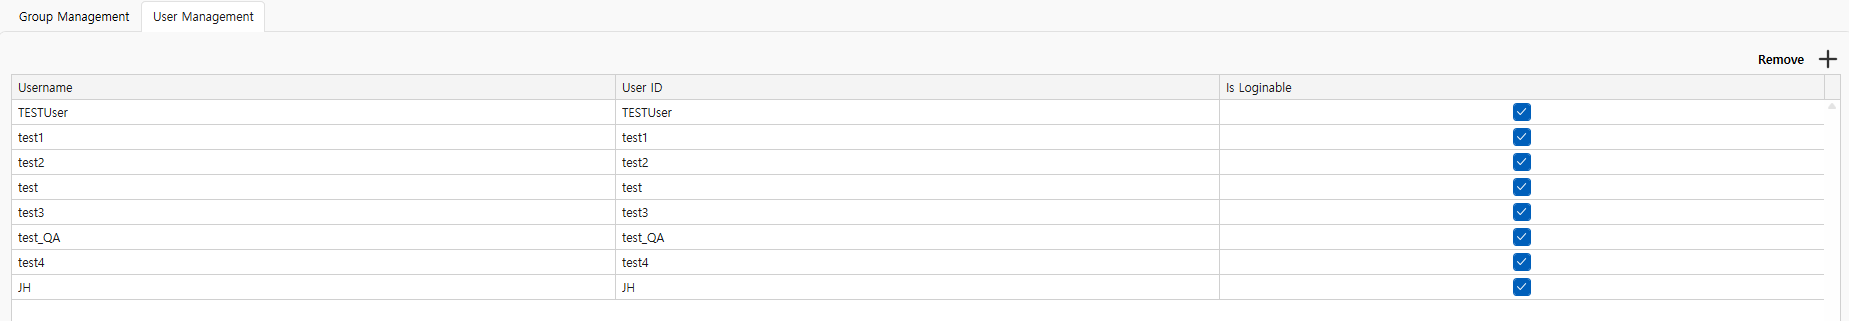 Group Management User Management
Remove
Username User ID Is Loginable
TESTUser TESTUser
test1 test1
test2 test2
test test
test3 test3
test_QA test_QA
test4 test4
JH JH